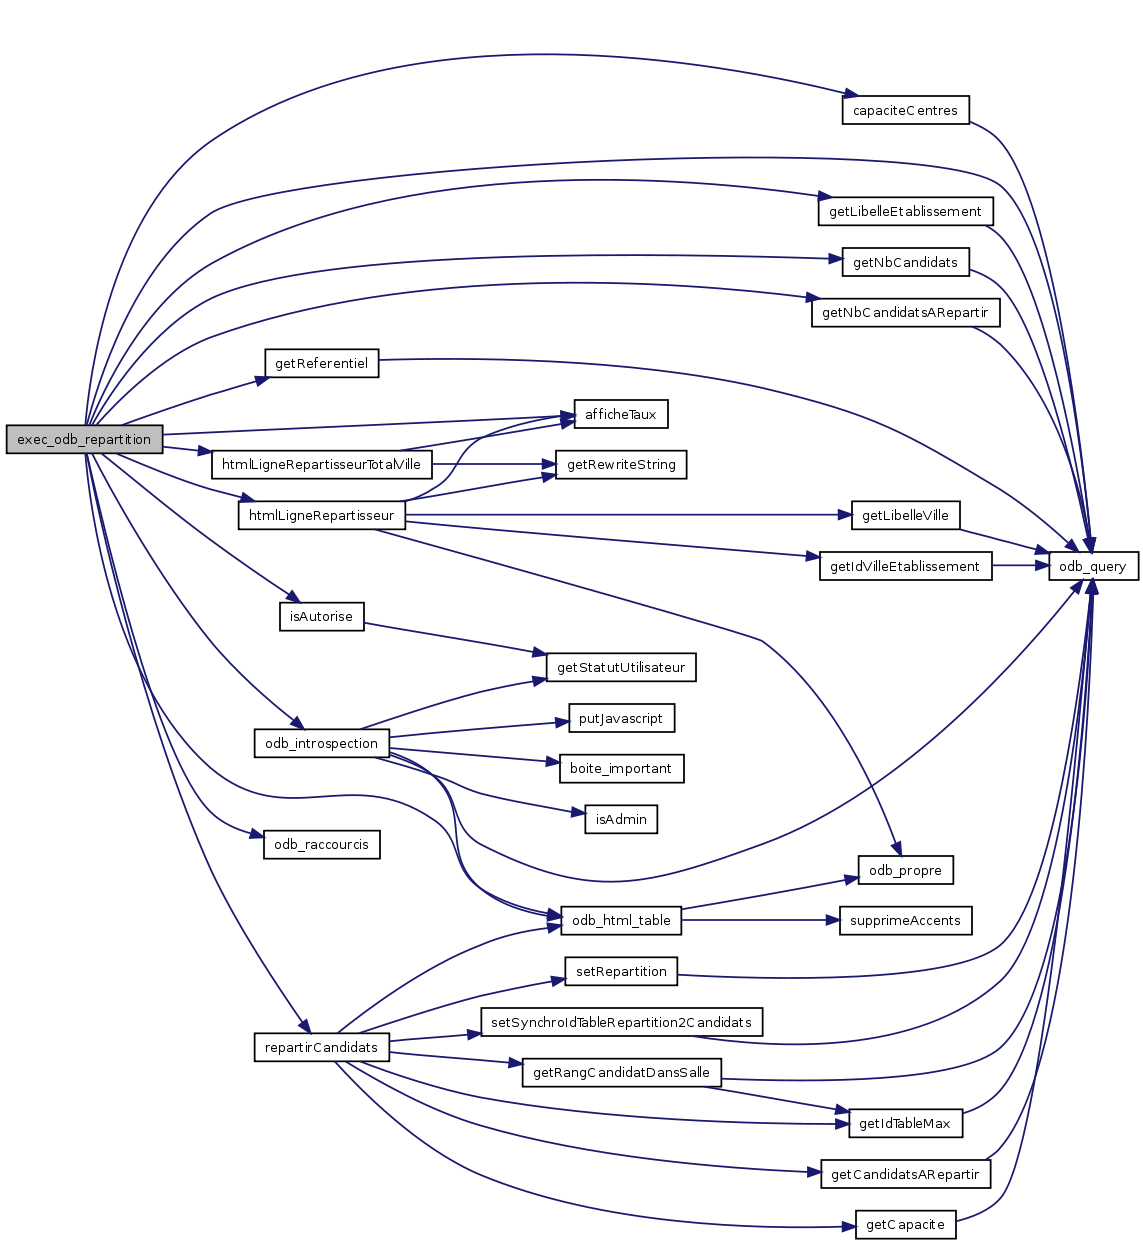 capaciteCentres
getLibelleEtablissement
getNbCandidats
getNbCandidatsARepartir
getReferentiel
afficheTaux
exec_odb_repartition
htmlLigneRepartisseurTotalVille
getRewriteString
htmlLigneRepartisseur
getLibelleVille
getIdVilleEtablissement
odb_query
isAutorise
getStatutUtilisateur
putJavascript
odb_introspection
boite_important
isAdmin
odb_raccourcis
odb_propre
odb_html_table
supprimeAccents
setRepartition
setSynchroIdTableRepartition2Candidats
repartirCandidats
getRangCandidatDansSalle
getIdTableMax
getCandidatsARepartir
getCapacite